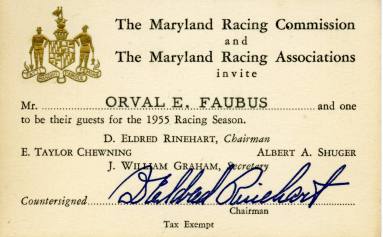 The Maryland Racing Commission
and
The Maryland Racing Associations
invite
Mr. ORVAL E. FAUBUS and one
to be their guests for the 1955 Racing Season.
D. ELDRED RINEHART, Chairman
E. TAYLOR CHEWNING ALBERT A. SHUGER
J. WILLIAM GRAHAM, Secretary
Countersigned D Eldred Rinehart
Chairman
Tax Exempt